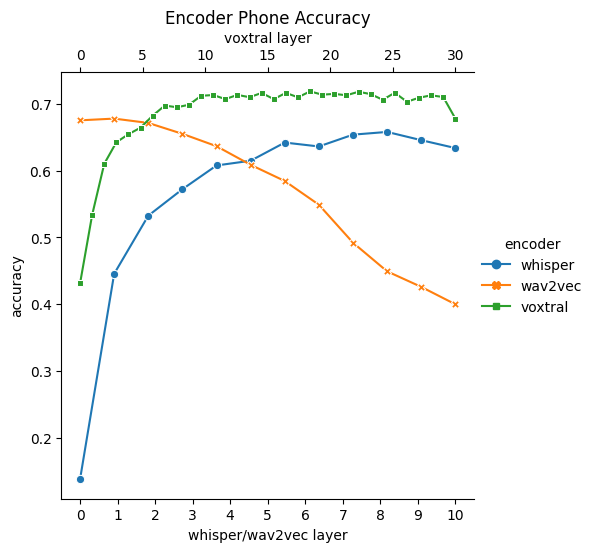 Encoder Phone Accuracy
voxtral layer
0 5 10 15 20 25 30
0.7
0.6
0.5
0.4
0.3
0.2
accuracy
encoder
whisper
wav2vec
voxtral
0 1 2 3 4 5 6 7 8 9 10
whisper/wav2vec layer